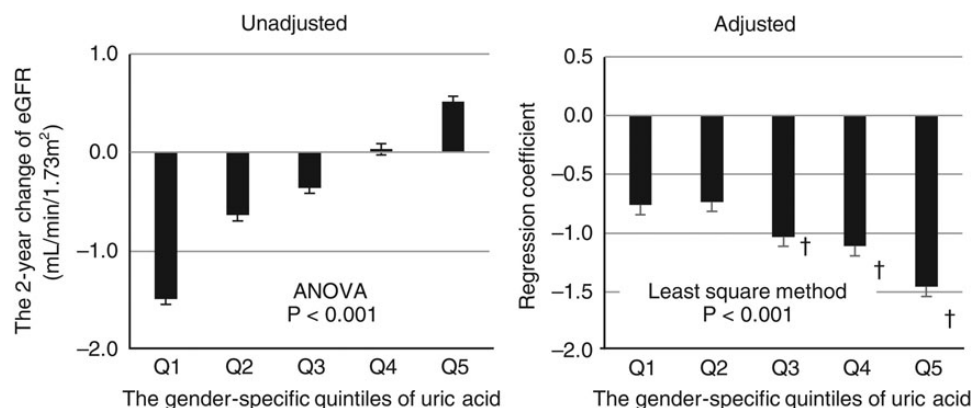 Unadjusted
The 2-year change of eGFR
(mL/min/1.73m²)
1.0
0.0
–1.0
–2.0
ANOVA
P < 0.001
Q1 Q2 Q3 Q4 Q5
The gender-specific quintiles of uric acid
Adjusted
Regression coefficient
0.5
0.0
–0.5
–1.0
–1.5
–2.0
†
†
†
Least square method
P < 0.001
Q1 Q2 Q3 Q4 Q5
The gender-specific quintiles of uric acid